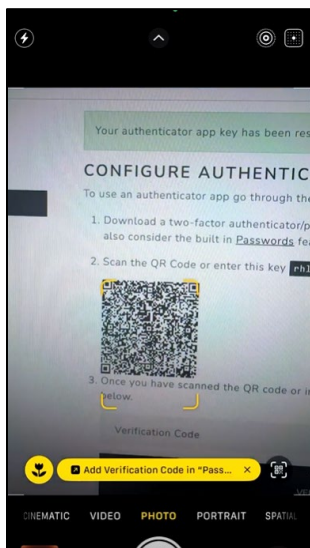 Your authenticator app key has been res
CONFIGURE AUTHENTIC
To use an authenticator app go through the
1. Download a two-factor authenticator/p
also consider the built in Passwords fea
2. Scan the QR Code or enter this key rhl
3. Once you have scanned the QR code or i
below.
Verification Code
Add Verification Code in "Pass... ×
CINEMATIC VIDEO PHOTO PORTRAIT SPATIAL